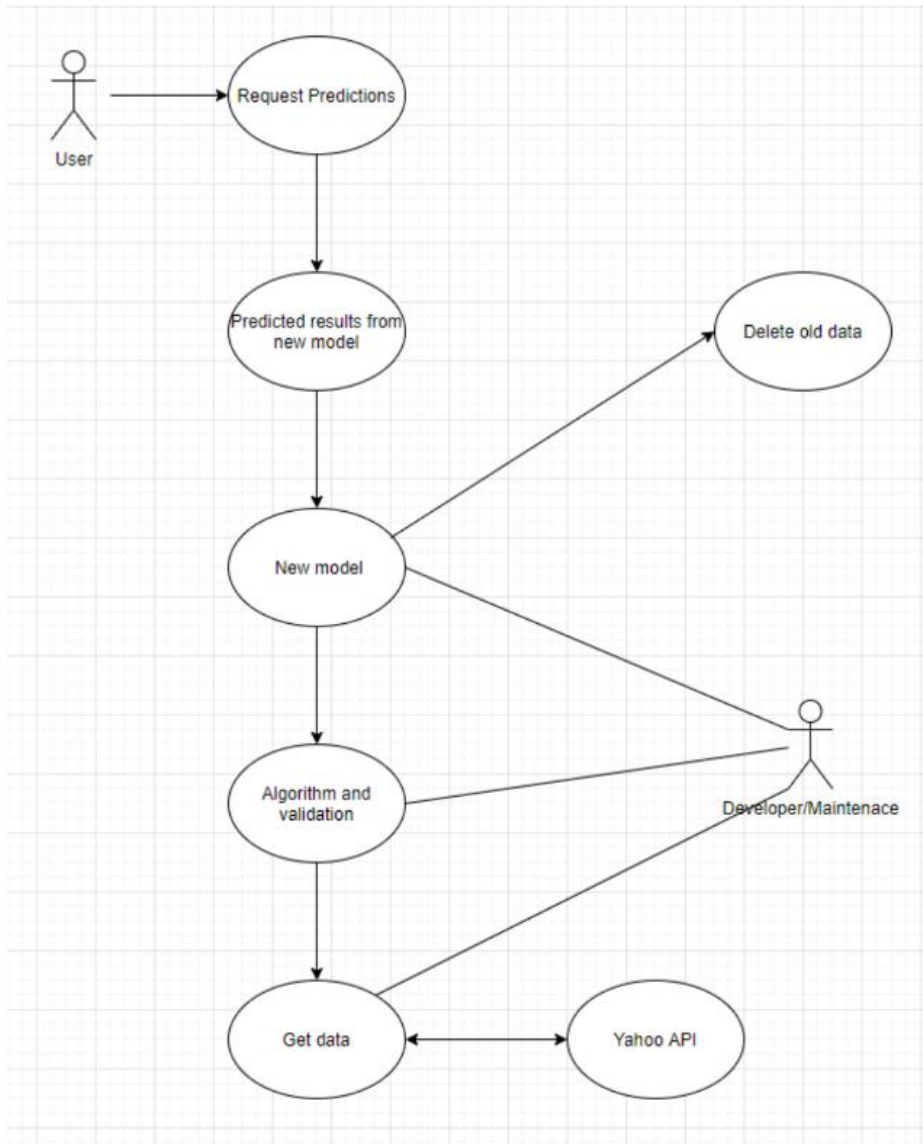 Request Predictions
User
Predicted results from
new model
Delete old data
New model
Algorithm and
validation
Developer/Maintenace
Get data
Yahoo API